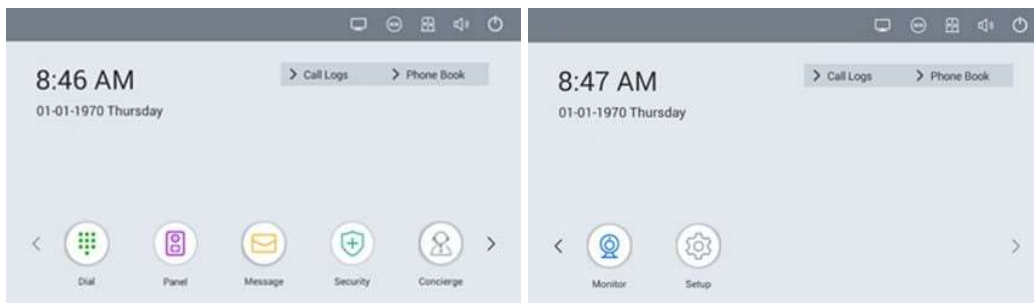 8:46 AM
Call Logs
Phone Book
01-01-1970 Thursday
Dial
Panel
Message
Security
Concierge
8:47 AM
Call Logs
Phone Book
01-01-1970 Thursday
Monitor
Setup